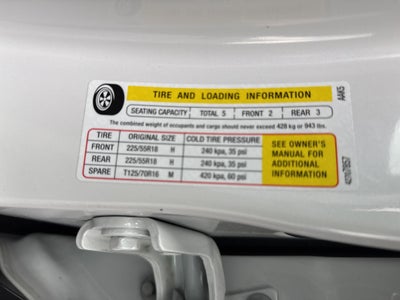 TIRE AND LOADING INFORMATION
SEATING CAPACITY TOTAL 5 FRONT 2 REAR 3
The combined weight of occupants and cargo should never exceed 428 kg or 943 lbs.
TIRE ORIGINAL SIZE COLD TIRE PRESSURE
FRONT 225/55R18 H 240 kpa, 35 psi
REAR 225/55R18 H 240 kpa, 35 psi
SPARE T125/70R16 M 420 kpa, 60 psi
SEE OWNER'S
MANUAL FOR
ADDITIONAL
INFORMATION
AAK5